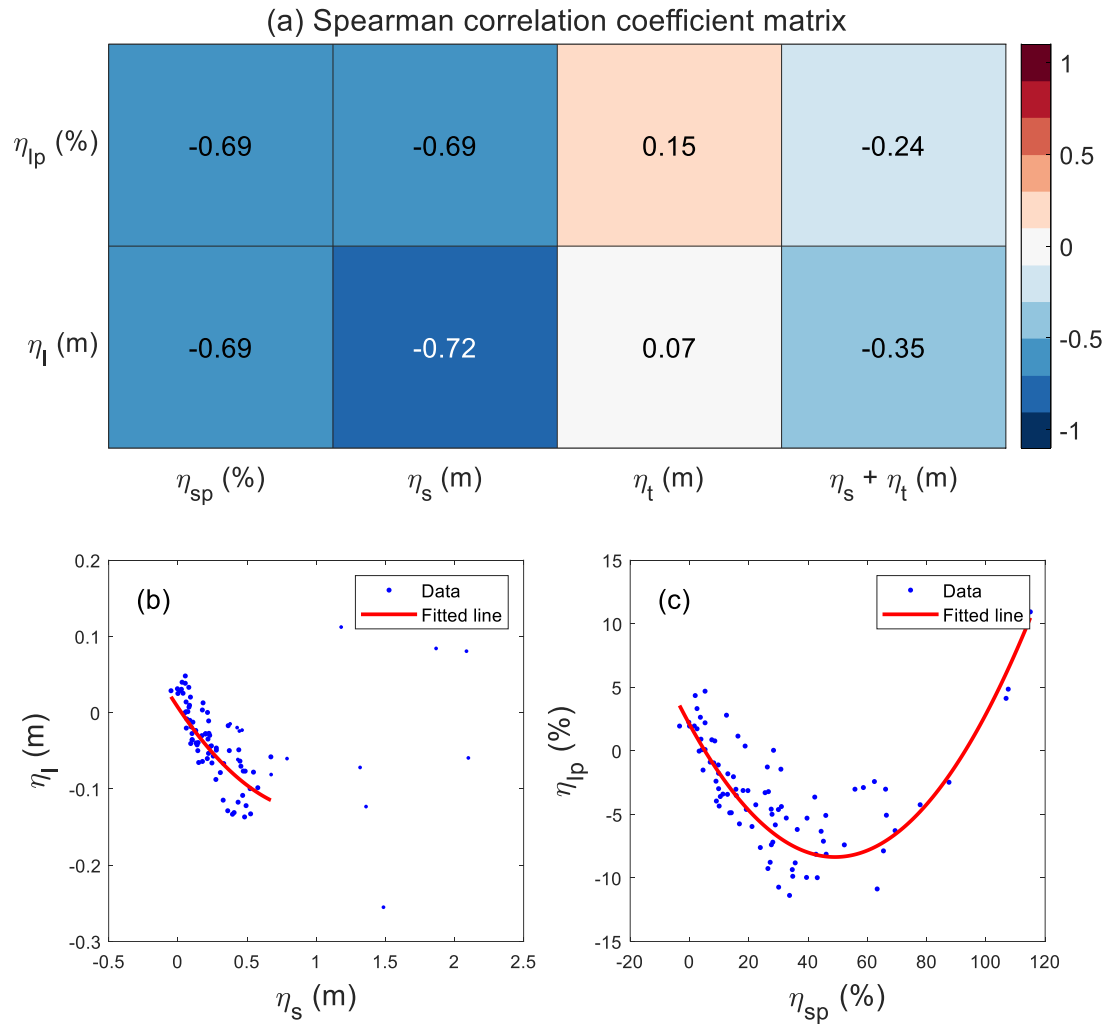 (a) Spearman correlation coefficient matrix
η_lp (%)
-0.69 -0.69 0.15 -0.24
η_l (m)
-0.69 -0.72 0.07 -0.35
η_sp (%) η_s (m) η_t (m) η_s + η_t (m)
1
0.5
0
-0.5
-1
(b)
Data
Fitted line
0.2
0.1
0
-0.1
-0.2
-0.3
η_l (m)
-0.5 0 0.5 1 1.5 2 2.5
η_s (m)
(c)
Data
Fitted line
15
10
5
0
-5
-10
-15
η_lp (%)
-20 0 20 40 60 80 100 120
η_sp (%)